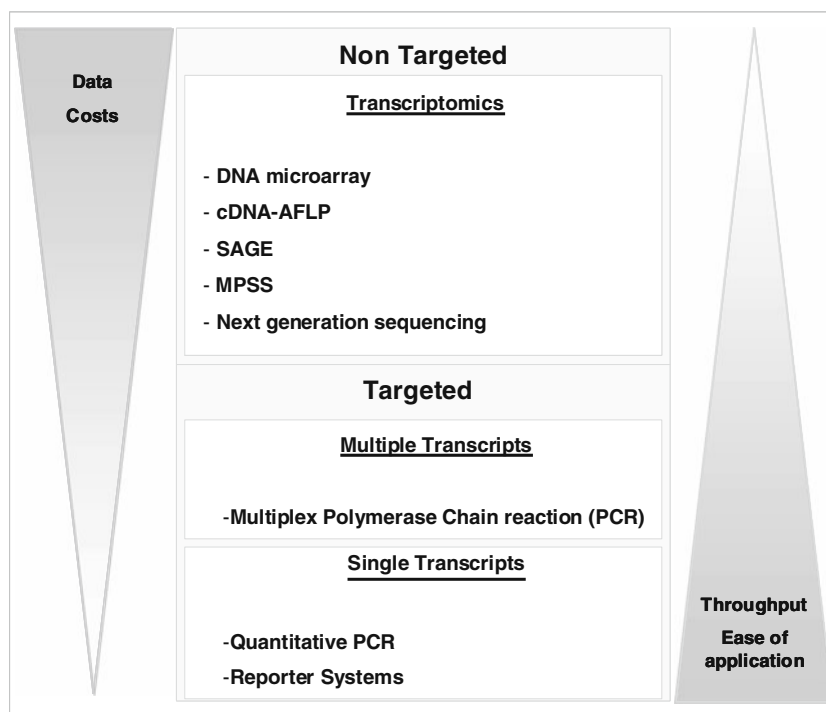 Data
Costs
Non Targeted
Transcriptomics
- DNA microarray
- cDNA-AFLP
- SAGE
- MPSS
- Next generation sequencing
Targeted
Multiple Transcripts
-Multiplex Polymerase Chain reaction (PCR)
Single Transcripts
-Quantitative PCR
-Reporter Systems
Throughput
Ease of
application